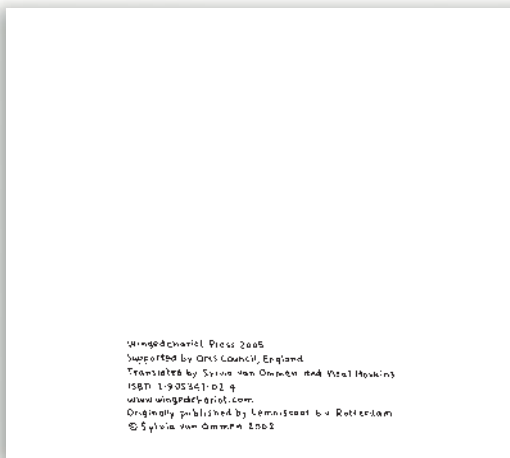 Wingedchariot Press 2005
Supported by Arts Council, England
Translated by Sylvia van Ommen and Neal Hoskins
ISBN 1-905341-02 4
www.wingedchariot.com
Originally published by Lemniscaat bv Rotterdam
© Sylvia van Ommen 2002